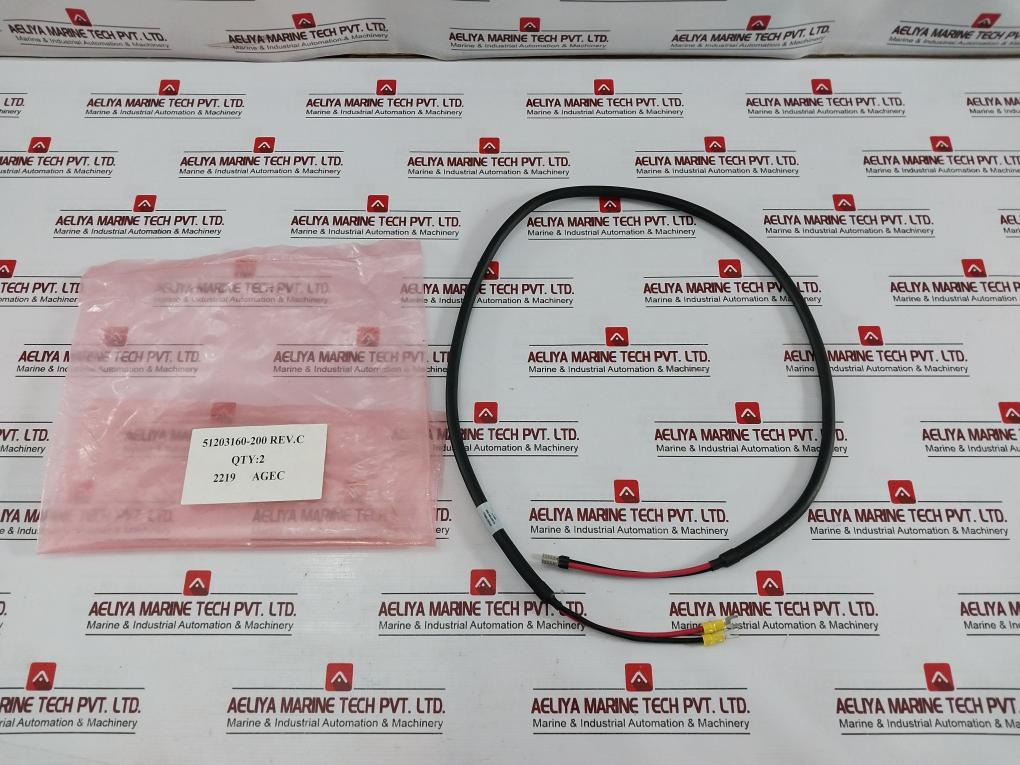 AELIYA MARINE TECH PVT. LTD.
Marine & Industrial Automation & Machinery
51203160-200 REV.C
QTY:2
2219 AGEC